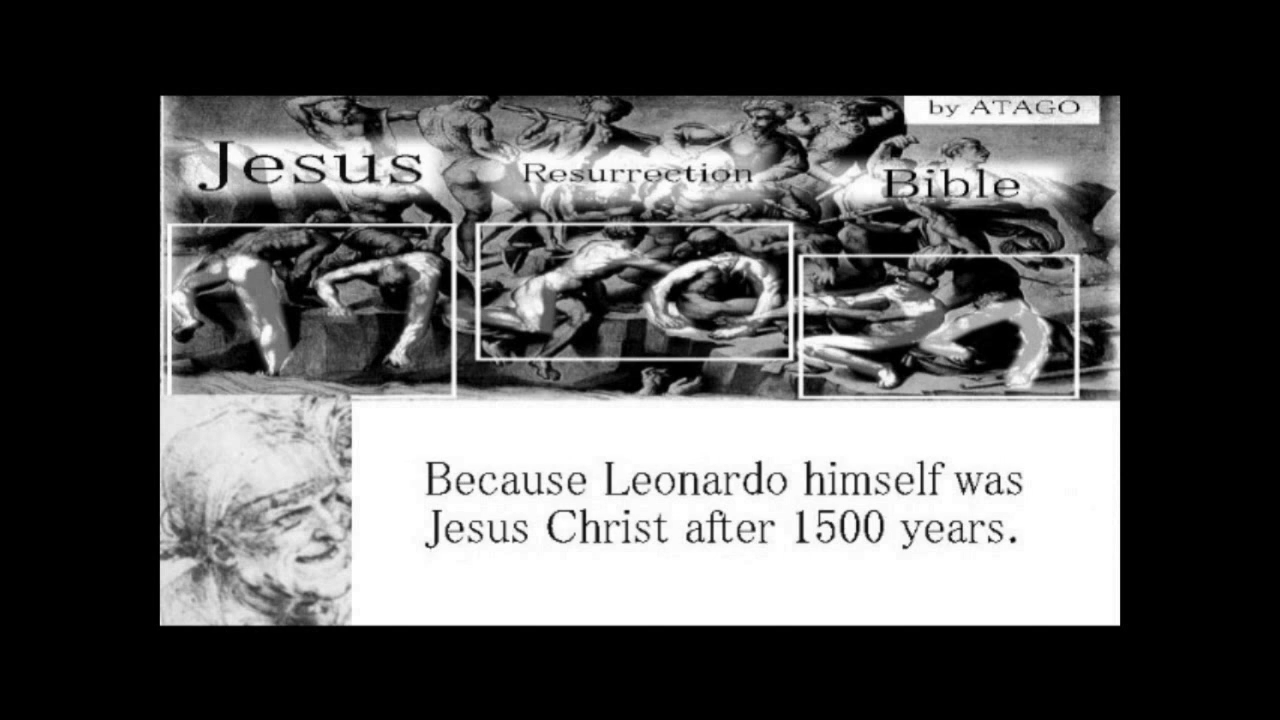 by ATAGO
Jesus
Resurrection
Bible
Because Leonardo himself was
Jesus Christ after 1500 years.